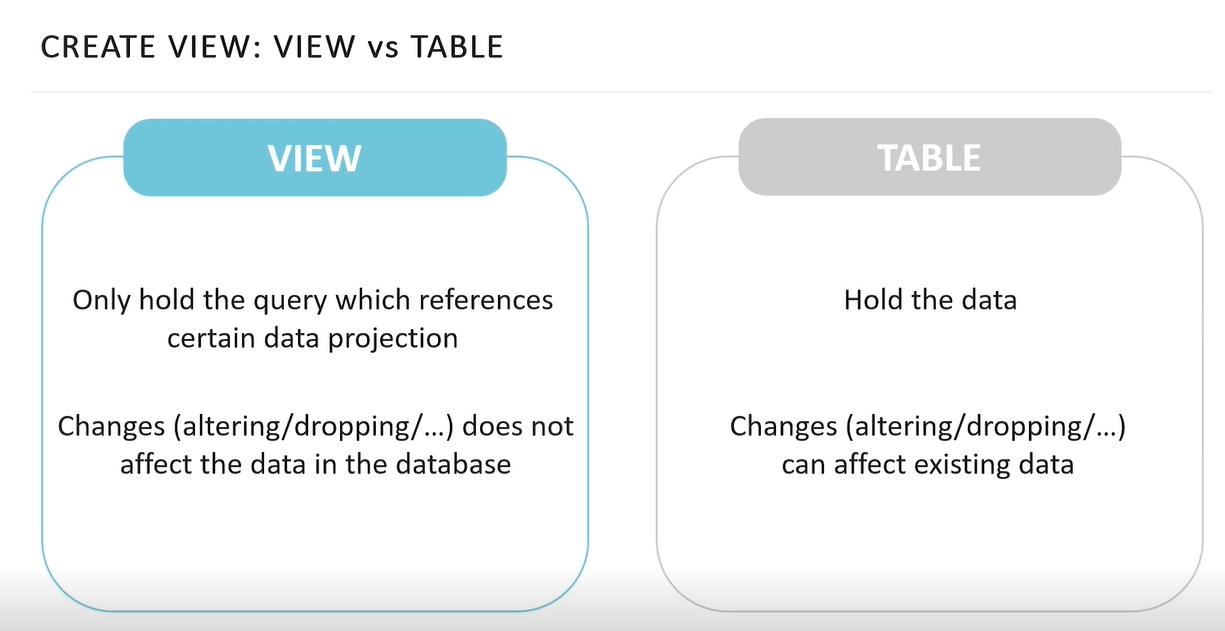 CREATE VIEW: VIEW vs TABLE
VIEW
Only hold the query which references
certain data projection
Changes (altering/dropping/...) does not
affect the data in the database
TABLE
Hold the data
Changes (altering/dropping/...)
can affect existing data